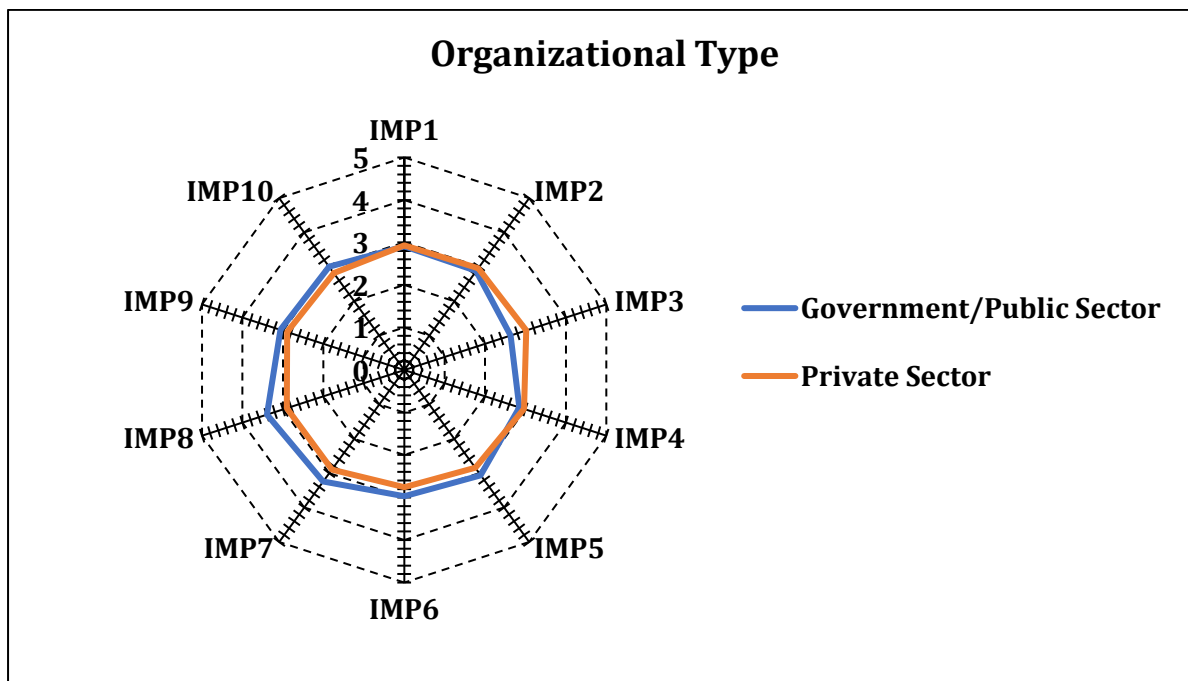 Organizational Type
IMP1
IMP2
IMP3
IMP4
IMP5
IMP6
IMP7
IMP8
IMP9
IMP10
5
4
3
2
1
0
Government/Public Sector
Private Sector